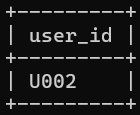 +---------+
| user_id |
+---------+
| U002    |
+---------+